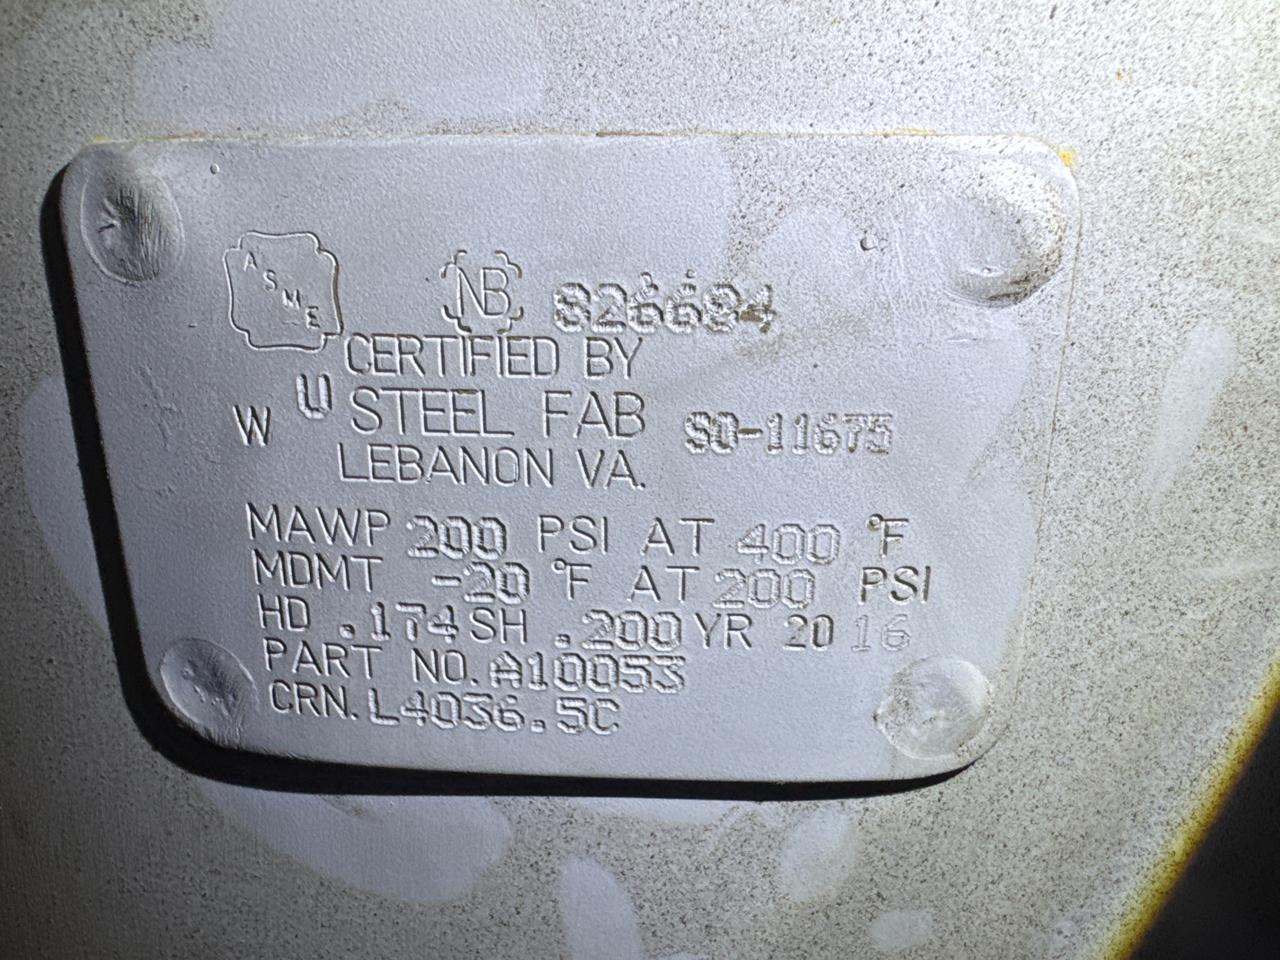 ASME NB 826684
CERTIFIED BY
U STEEL FAB SO-11675
W
LEBANON VA.
MAWP 200 PSI AT 400 °F
MDMT -20 °F AT 200 PSI
HD .174 SH .200 YR 2016
PART NO. A10053
CRN. L4036.5C